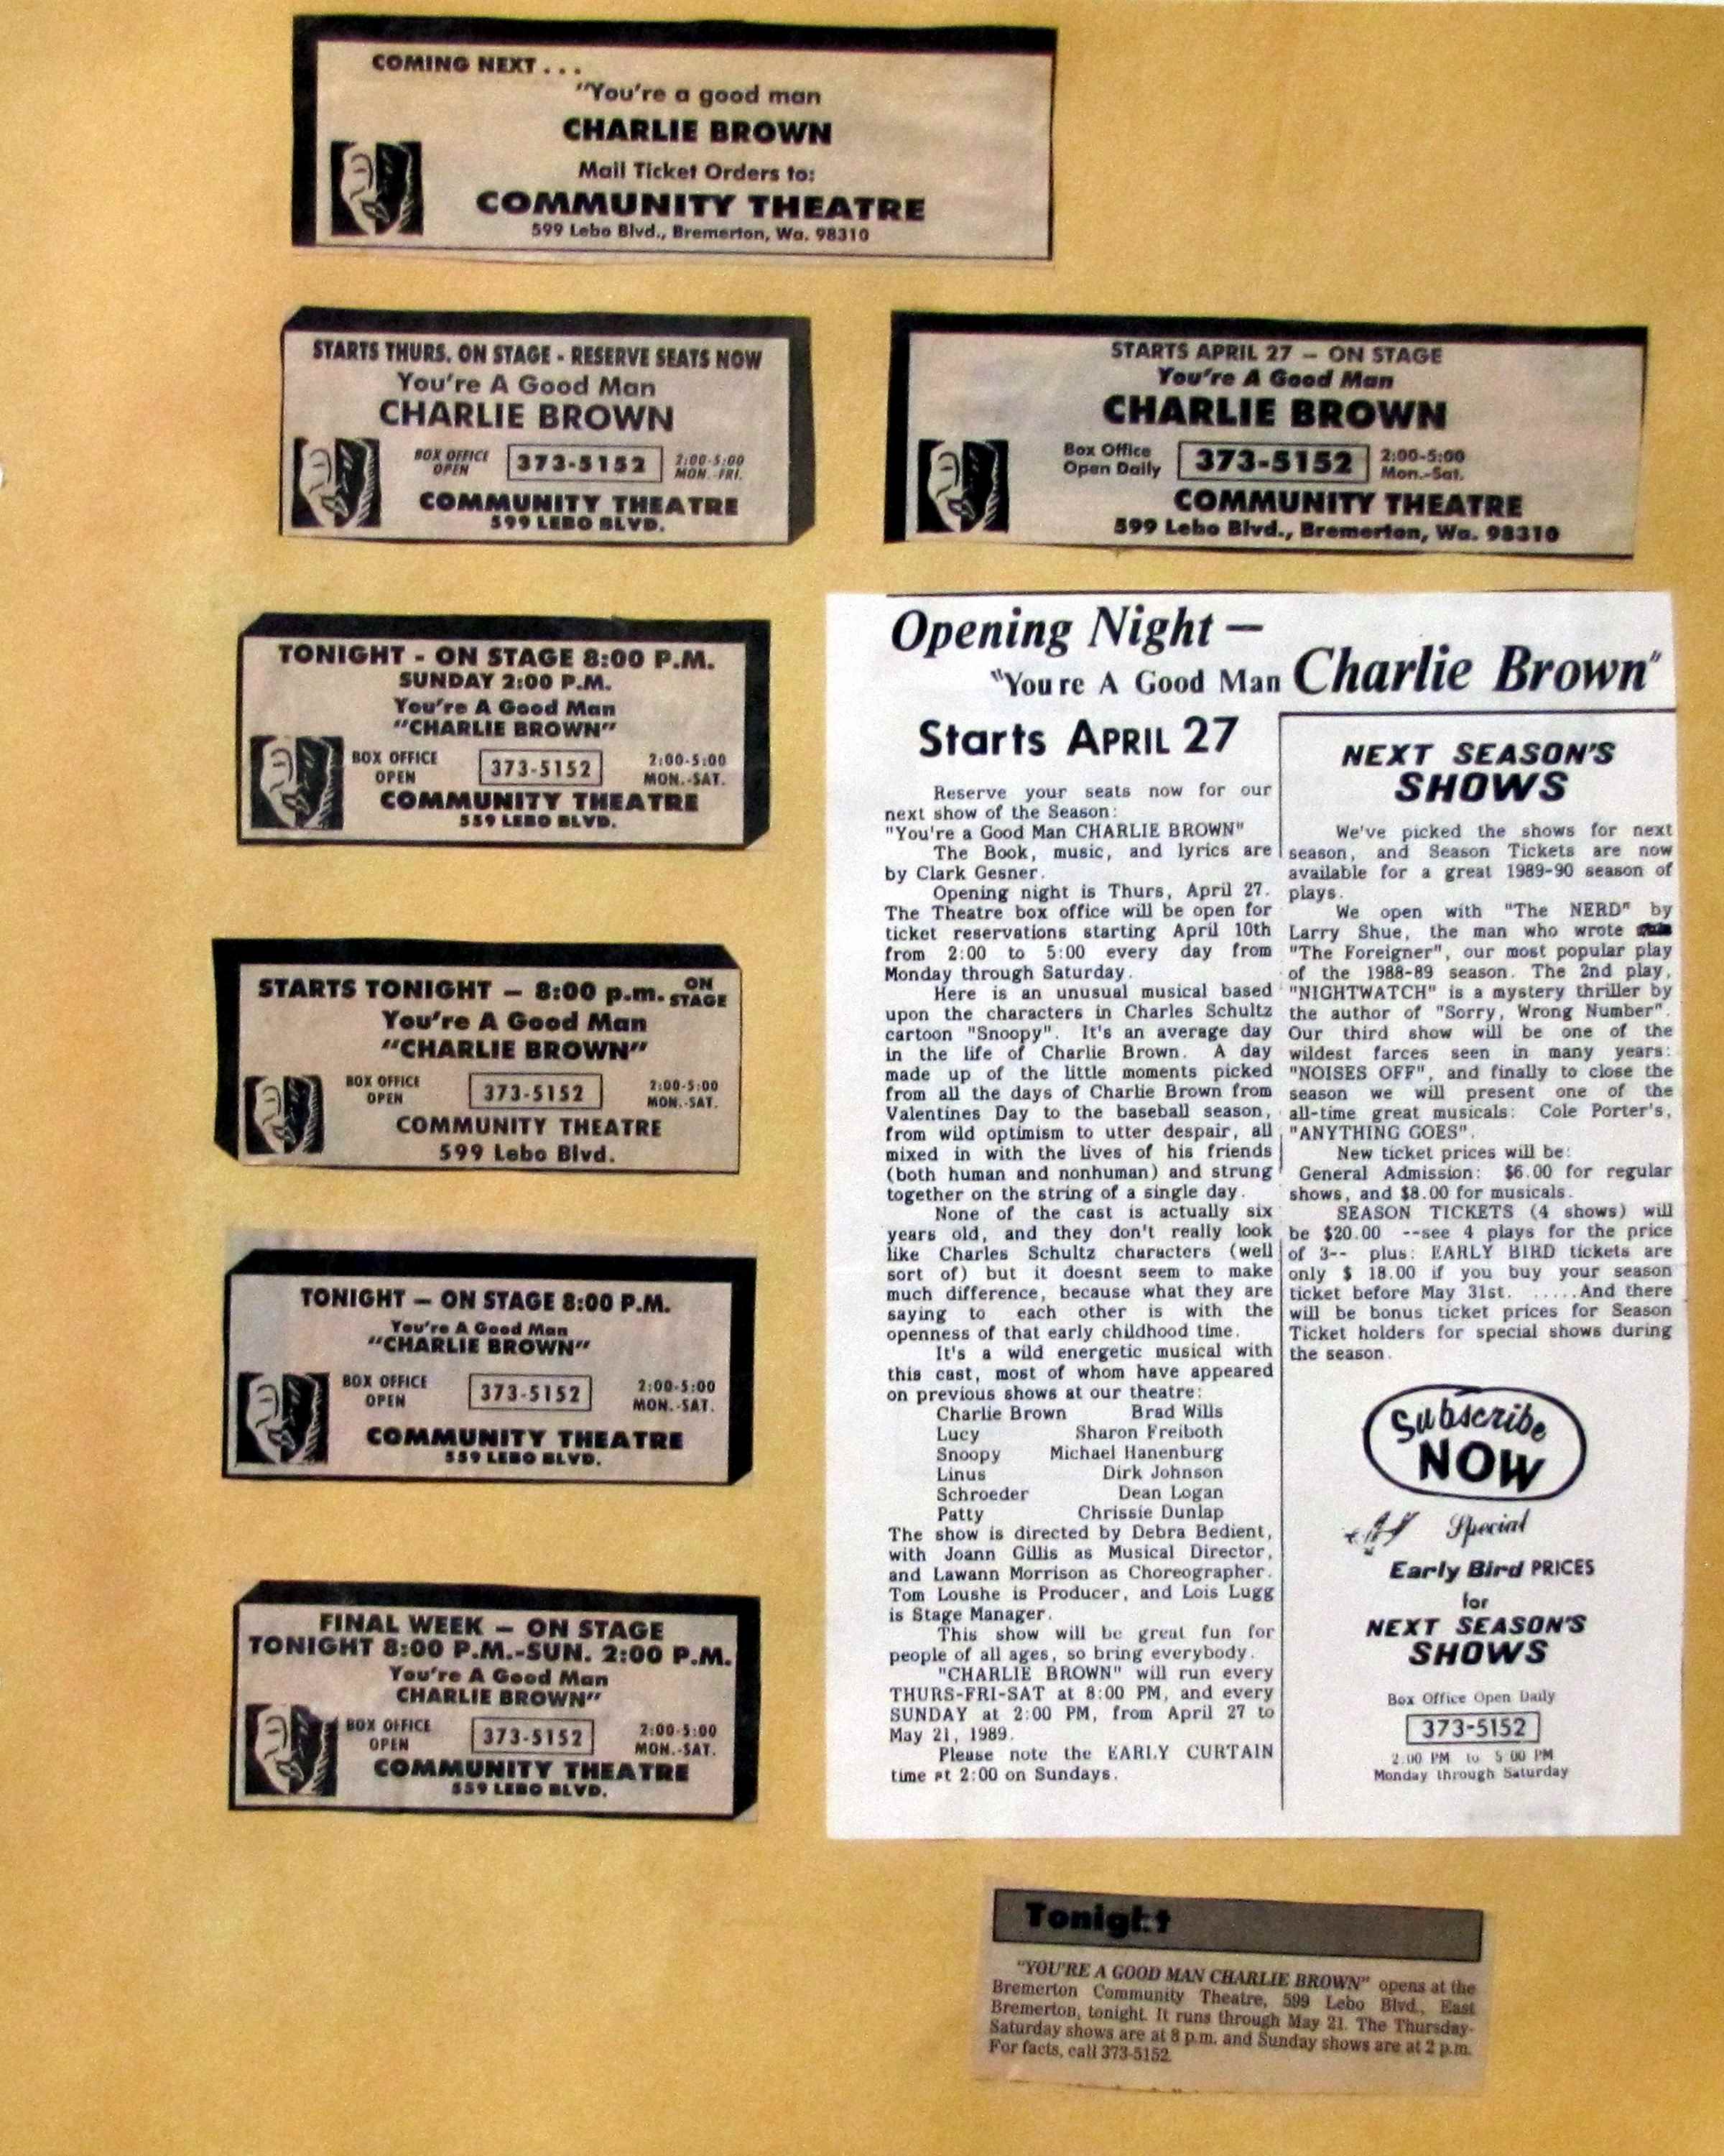 COMING NEXT . . .
"You're a good man
CHARLIE BROWN
Mail Ticket Orders to:
COMMUNITY THEATRE
599 Lebo Blvd., Bremerton, Wa. 98310
STARTS THURS. ON STAGE - RESERVE SEATS NOW
You're A Good Man
CHARLIE BROWN
BOX OFFICE OPEN 373-5152 2:00-5:00 MON.-FRI.
COMMUNITY THEATRE
599 LEBO BLVD.
STARTS APRIL 27 — ON STAGE
You're A Good Man
CHARLIE BROWN
Box Office Open Daily 373-5152 2:00-5:00 Mon.-Sat.
COMMUNITY THEATRE
599 Lebo Blvd., Bremerton, Wa. 98310
TONIGHT - ON STAGE 8:00 P.M.
SUNDAY 2:00 P.M.
You're A Good Man
"CHARLIE BROWN"
BOX OFFICE OPEN 373-5152 2:00-5:00 MON.-SAT.
COMMUNITY THEATRE
559 LEBO BLVD.
STARTS TONIGHT — 8:00 p.m. ON STAGE
You're A Good Man
"CHARLIE BROWN"
BOX OFFICE OPEN 373-5152 2:00-5:00 MON.-SAT.
COMMUNITY THEATRE
599 Lebo Blvd.
TONIGHT — ON STAGE 8:00 P.M.
You're A Good Man
"CHARLIE BROWN"
BOX OFFICE OPEN 373-5152 2:00-5:00 MON.-SAT.
COMMUNITY THEATRE
559 LEBO BLVD.
FINAL WEEK — ON STAGE
TONIGHT 8:00 P.M.-SUN. 2:00 P.M.
You're A Good Man
CHARLIE BROWN"
BOX OFFICE OPEN 373-5152 2:00-5:00 MON.-SAT.
COMMUNITY THEATRE
559 LEBO BLVD.
Opening Night —
"You're A Good Man Charlie Brown"
Starts APRIL 27
Reserve your seats now for our
next show of the Season:
"You're a Good Man CHARLIE BROWN"
The Book, music, and lyrics are
by Clark Gesner.
Opening night is Thurs, April 27.
The Theatre box office will be open for
ticket reservations starting April 10th
from 2:00 to 5:00 every day from
Monday through Saturday.
Here is an unusual musical based
upon the characters in Charles Schultz
cartoon "Snoopy". It's an average day
in the life of Charlie Brown. A day
made up of the little moments picked
from all the days of Charlie Brown from
Valentines Day to the baseball season,
from wild optimism to utter despair, all
mixed in with the lives of his friends
(both human and nonhuman) and strung
together on the string of a single day.
None of the cast is actually six
years old, and they don't really look
like Charles Schultz characters (well
sort of) but it doesnt seem to make
much difference, because what they are
saying to each other is with the
openness of that early childhood time.
It's a wild energetic musical with
this cast, most of whom have appeared
on previous shows at our theatre:
Charlie Brown Brad Wills
Lucy Sharon Freiboth
Snoopy Michael Hanenburg
Linus Dirk Johnson
Schroeder Dean Logan
Patty Chrissie Dunlap
The show is directed by Debra Bedient,
with Joann Gillis as Musical Director,
and Lawann Morrison as Choreographer.
Tom Loushe is Producer, and Lois Lugg
is Stage Manager.
This show will be great fun for
people of all ages, so bring everybody.
"CHARLIE BROWN" will run every
THURS-FRI-SAT at 8:00 PM, and every
SUNDAY at 2:00 PM, from April 27 to
May 21, 1989.
Please note the EARLY CURTAIN
time at 2:00 on Sundays.
NEXT SEASON'S
SHOWS
We've picked the shows for next
season, and Season Tickets are now
available for a great 1989-90 season of
plays.
We open with "The NERD" by
Larry Shue, the man who wrote
"The Foreigner", our most popular play
of the 1988-89 season. The 2nd play,
"NIGHTWATCH" is a mystery thriller by
the author of "Sorry, Wrong Number".
Our third show will be one of the
wildest farces seen in many years:
"NOISES OFF", and finally to close the
season we will present one of the
all-time great musicals: Cole Porter's,
"ANYTHING GOES".
New ticket prices will be:
General Admission: $6.00 for regular
shows, and $8.00 for musicals.
SEASON TICKETS (4 shows) will
be $20.00 --see 4 plays for the price
of 3-- plus: EARLY BIRD tickets are
only $ 18.00 if you buy your season
ticket before May 31st. .....And there
will be bonus ticket prices for Season
Ticket holders for special shows during
the season.
Subscribe
NOW
Special
Early Bird PRICES
for
NEXT SEASON'S
SHOWS
Box Office Open Daily
373-5152
2:00 PM to 5:00 PM
Monday through Saturday
Tonight
"YOU'RE A GOOD MAN CHARLIE BROWN" opens at the
Bremerton Community Theatre, 599 Lebo Blvd., East
Bremerton, tonight. It runs through May 21. The Thursday-
Saturday shows are at 8 p.m. and Sunday shows are at 2 p.m.
For facts, call 373-5152.